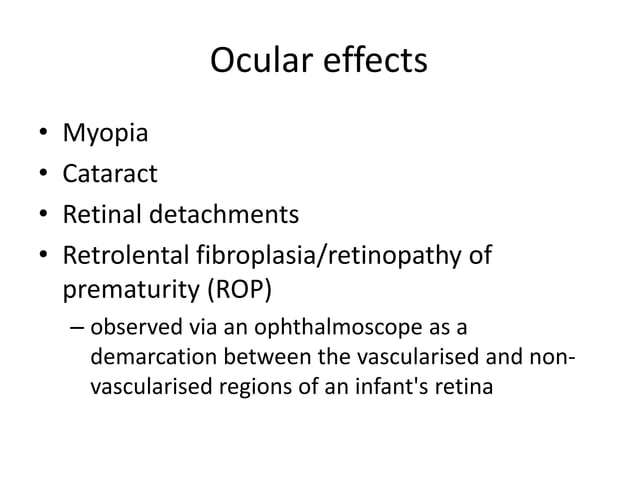 Ocular effects
• Myopia
• Cataract
• Retinal detachments
• Retrolental fibroplasia/retinopathy of
prematurity (ROP)
– observed via an ophthalmoscope as a
demarcation between the vascularised and non-
vascularised regions of an infant's retina